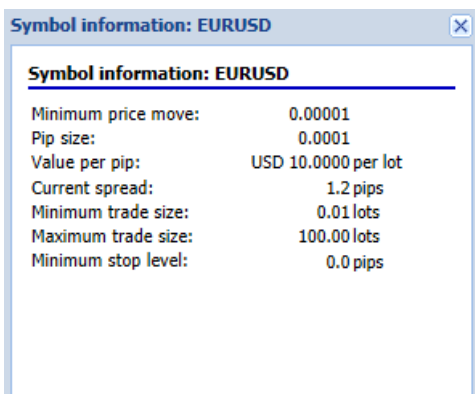 Symbol information: EURUSD
Symbol information: EURUSD
Minimum price move: 0.00001
Pip size: 0.0001
Value per pip: USD 10.0000 per lot
Current spread: 1.2 pips
Minimum trade size: 0.01 lots
Maximum trade size: 100.00 lots
Minimum stop level: 0.0 pips